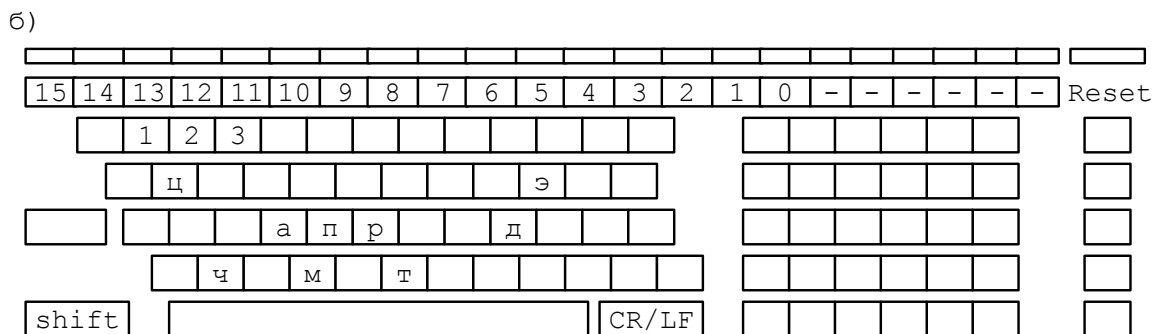 б)
15 14 13 12 11 10 9 8 7 6 5 4 3 2 1 0 - - - - - - Reset
1 2 3
ц э
а п р д
ч м т
shift CR/LF